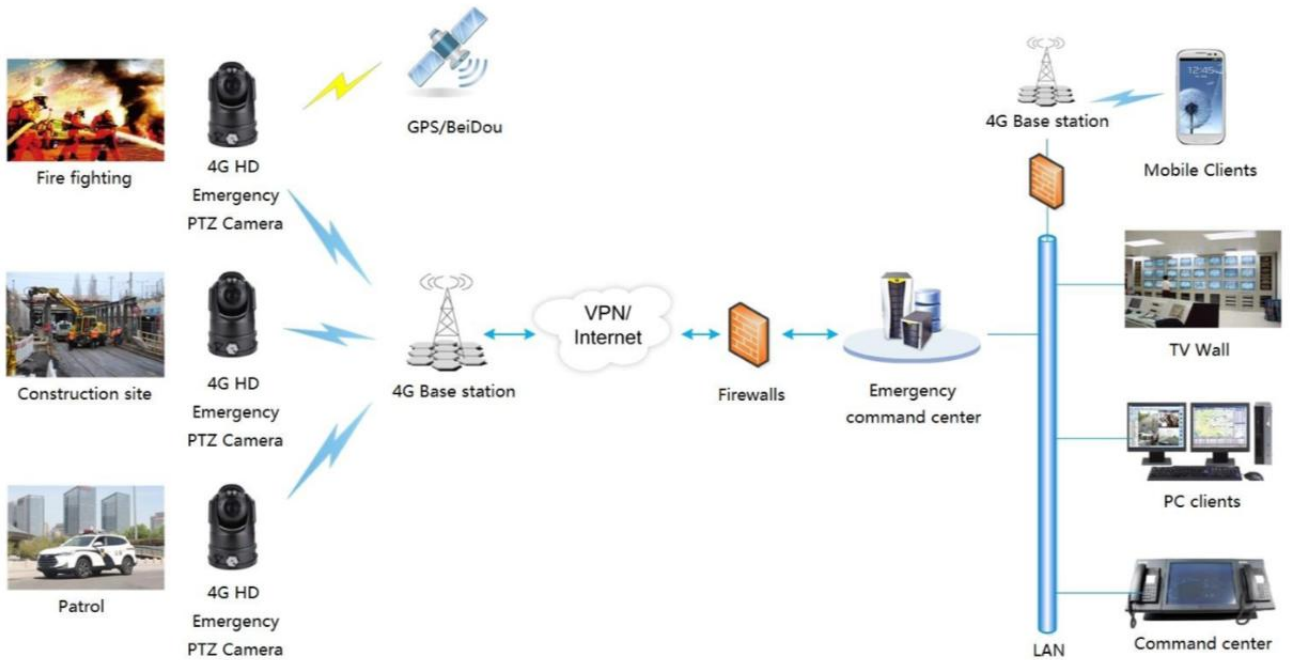 GPS/BeiDou
Fire fighting
4G HD
Emergency
PTZ Camera
Construction site
4G HD
Emergency
PTZ Camera
Patrol
4G HD
Emergency
PTZ Camera
4G Base station
VPN/
Internet
Firewalls
Emergency
command center
4G Base station
12:45
Mobile Clients
TV Wall
PC clients
Command center
LAN